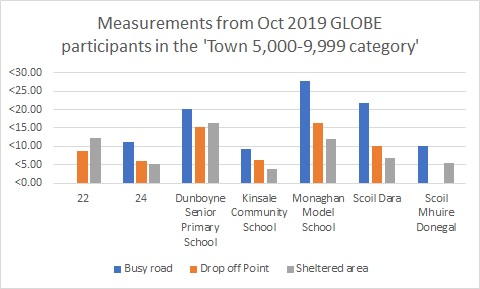 Measurements from Oct 2019 GLOBE
participants in the 'Town 5,000-9,999 category'
<30.00
<25.00
<20.00
<15.00
<10.00
<5.00
<0.00
22
24
Dunboyne
Senior
Primary
School
Kinsale
Community
School
Monaghan
Model
School
Scoil Dara
Scoil
Mhuire
Donegal
Busy road
Drop off Point
Sheltered area